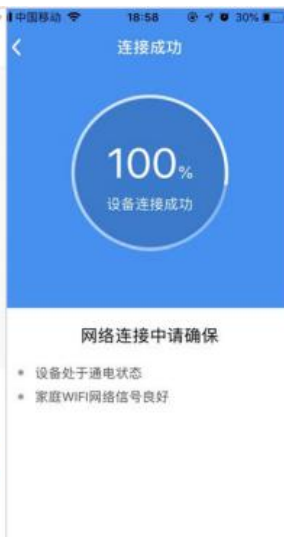 中国移动 18:58 30%
连接成功
100%
设备连接成功
网络连接中请确保
设备处于通电状态
家庭WIFI网络信号良好